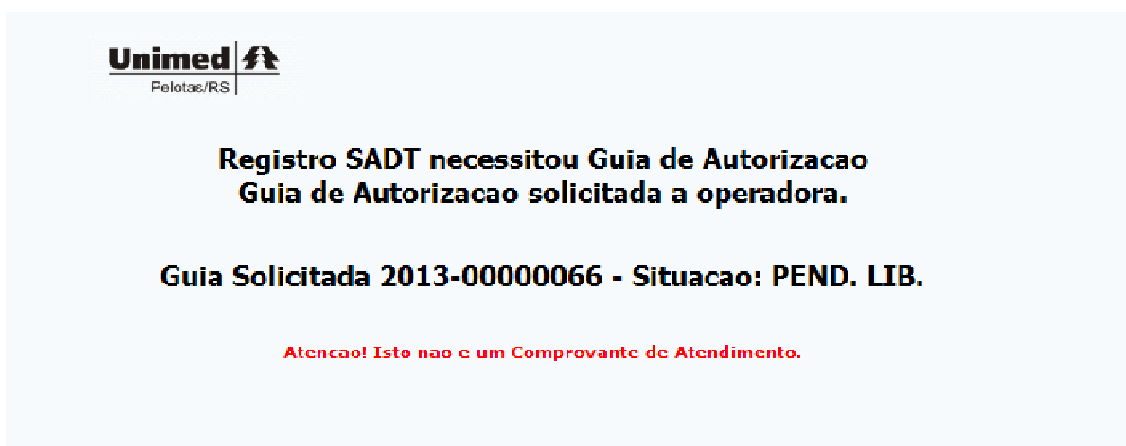 Unimed
Pelotas/RS
Registro SADT necessitou Guia de Autorizacao
Guia de Autorizacao solicitada a operadora.
Guia Solicitada 2013-00000066 - Situacao: PEND. LIB.
Atencao! Isto nao e um Comprovante de Atendimento.